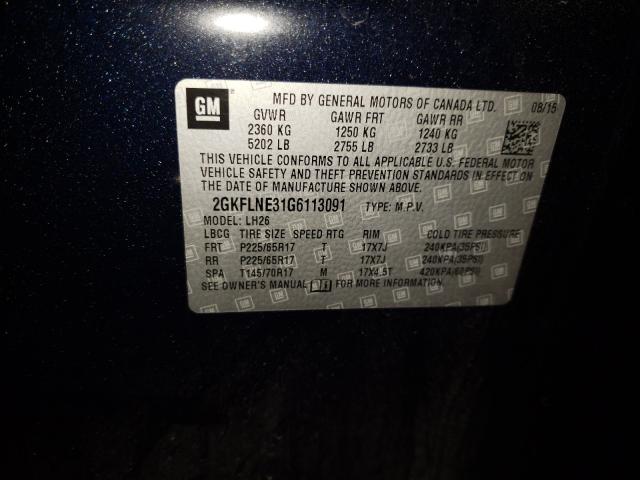 GM
MFD BY GENERAL MOTORS OF CANADA LTD. 08/15
GVWR GAWR FRT GAWR RR
2360 KG 1250 KG 1240 KG
5202 LB 2755 LB 2733 LB
THIS VEHICLE CONFORMS TO ALL APPLICABLE U.S. FEDERAL MOTOR
VEHICLE SAFETY AND THEFT PREVENTION STANDARDS IN EFFECT ON
THE DATE OF MANUFACTURE SHOWN ABOVE.
2GKFLNE31G6113091 TYPE: M.P.V.
MODEL: LH26
LBCG TIRE SIZE SPEED RTG RIM COLD TIRE PRESSURE
FRT P225/65R17 T 17X7J 240KPA(35PSI)
RR P225/65R17 T 17X7J 240KPA(35PSI)
SPA T145/70R17 M 17X4.5T 420KPA(60PSI)
SEE OWNER'S MANUAL FOR MORE INFORMATION.